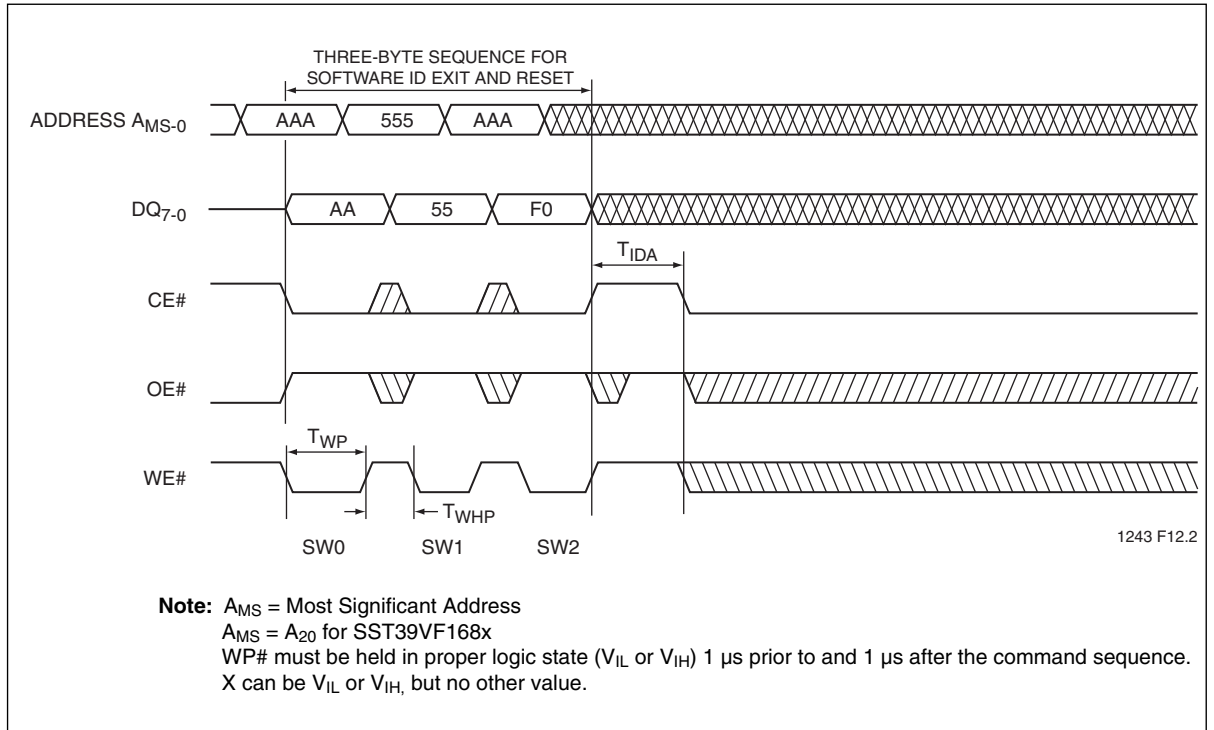 THREE-BYTE SEQUENCE FOR
SOFTWARE ID EXIT AND RESET
ADDRESS AMS-0 AAA 555 AAA
DQ7-0 AA 55 F0
TIDA
CE#
OE#
TWP
WE#
TWHP
SW0 SW1 SW2
1243 F12.2
Note: AMS = Most Significant Address
AMS = A20 for SST39VF168x
WP# must be held in proper logic state (VIL or VIH) 1 µs prior to and 1 µs after the command sequence.
X can be VIL or VIH, but no other value.